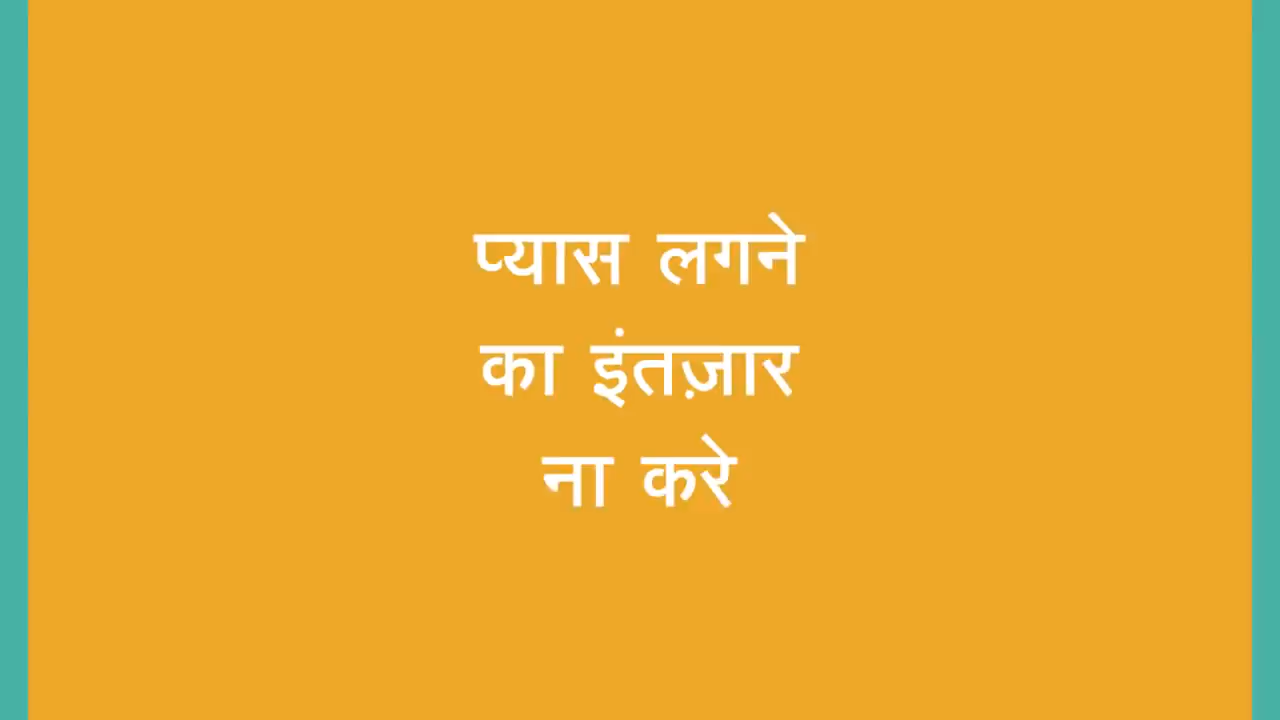 प्यास लगने
का इंतज़ार
ना करे